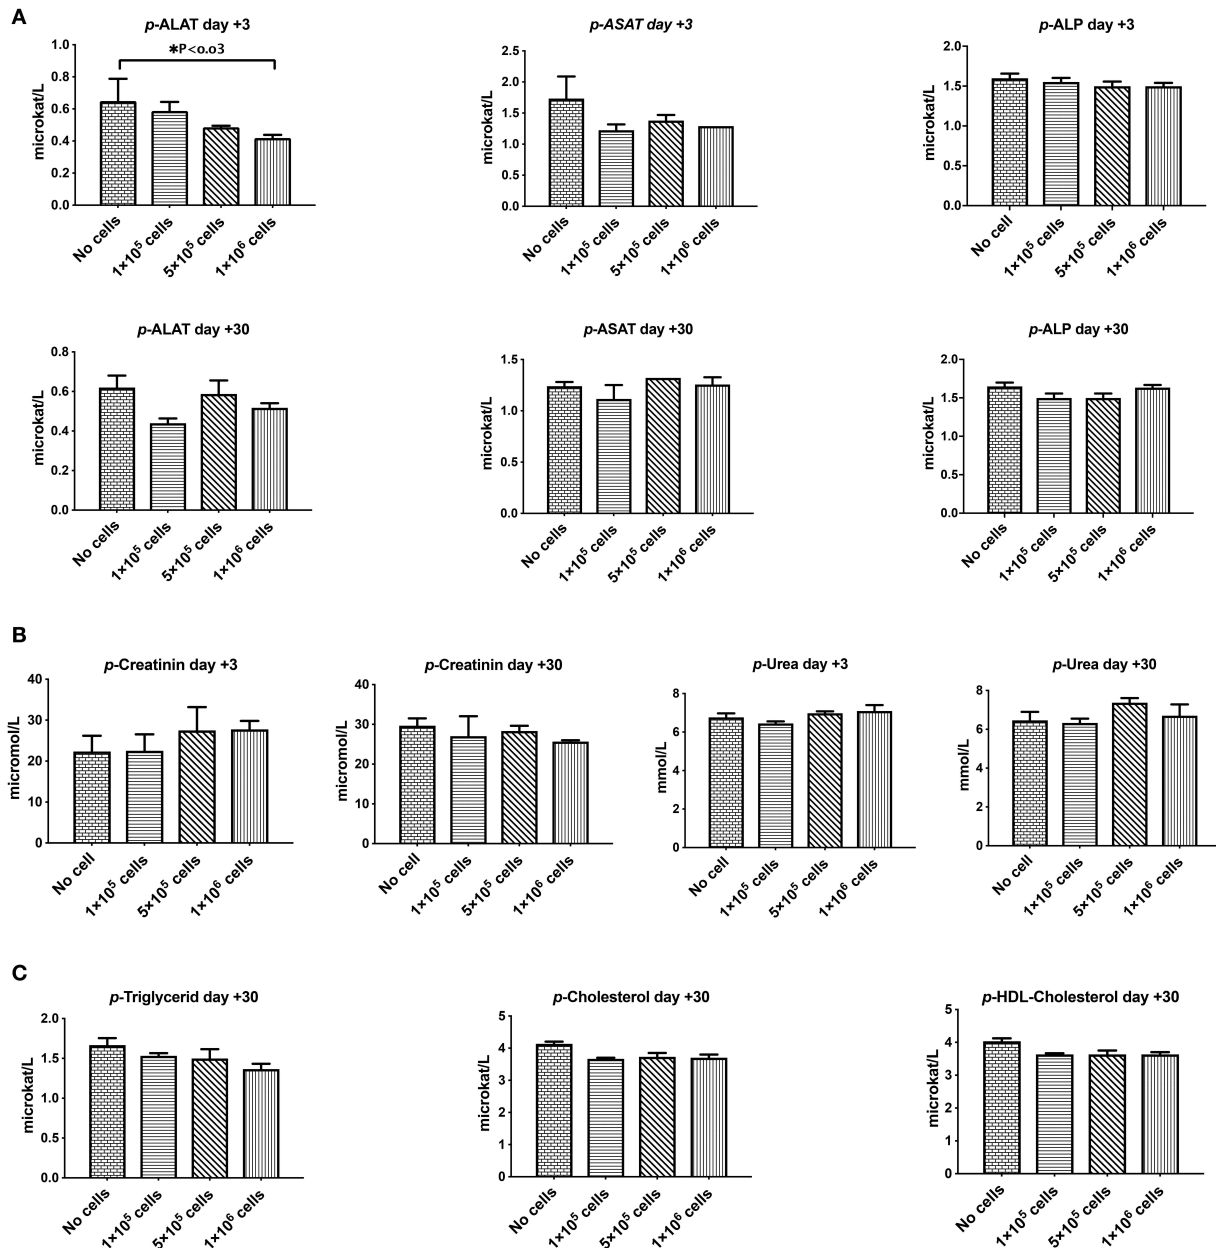 A
p-ALAT day +3
microkat/L
1.0
0.8
0.6
0.4
0.2
0.0
∗P<0.03
No cells
1×10⁵ cells
5×10⁵ cells
1×10⁶ cells
p-ASAT day +3
microkat/L
2.5
2.0
1.5
1.0
0.5
0.0
No cells
1×10⁵ cells
5×10⁵ cells
1×10⁶ cells
p-ALP day +3
microkat/L
2.0
1.5
1.0
0.5
0.0
No cell
1×10⁵ cells
5×10⁵ cells
1×10⁶ cells
p-ALAT day +30
microkat/L
0.8
0.6
0.4
0.2
0.0
No cells
1×10⁵ cells
5×10⁵ cells
1×10⁶ cells
p-ASAT day +30
microkat/L
1.5
1.0
0.5
0.0
No cells
1×10⁵ cells
5×10⁵ cells
1×10⁶ cells
p-ALP day +30
microkat/L
2.0
1.5
1.0
0.5
0.0
No cells
1×10⁵ cells
5×10⁵ cells
1×10⁶ cells
B
p-Creatinin day +3
micromol/L
40
30
20
10
0
No cell
1×10⁵ cells
5×10⁵ cells
1×10⁶ cells
p-Creatinin day +30
micromol/L
40
30
20
10
0
No cells
1×10⁵ cells
5×10⁵ cells
1×10⁶ cells
p-Urea day +3
mmol/L
8
6
4
2
0
No cell
1×10⁵ cells
5×10⁵ cells
1×10⁶ cells
p-Urea day +30
mmol/L
8
6
4
2
0
No cell
1×10⁵ cells
5×10⁵ cells
1×10⁶ cells
C
p-Triglycerid day +30
microkat/L
2.0
1.5
1.0
0.5
0.0
No cells
1×10⁵ cells
5×10⁵ cells
1×10⁶ cells
p-Cholesterol day +30
microkat/L
5
4
3
2
1
0
No cells
1×10⁵ cells
5×10⁵ cells
1×10⁶ cells
p-HDL-Cholesterol day +30
microkat/L
5
4
3
2
1
0
No cells
1×10⁵ cells
5×10⁵ cells
1×10⁶ cells